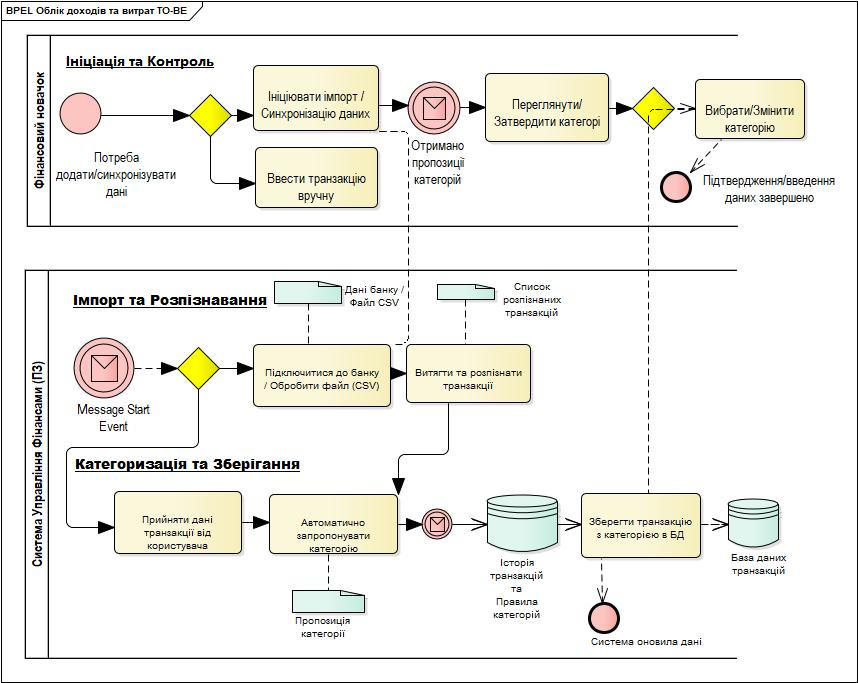 BPEL Облік доходів та витрат TO-BE
Фінансовий новачок
Ініціація та Контроль
Потреба
додати/синхронізувати
дані
Ініціювати імпорт /
Синхронізацію даних
Ввести транзакцію
вручну
Отримано
пропозиції
категорій
Переглянути/
Затвердити категорі
Вибрати/Змінити
категорію
Підтвердження/введення
даних завершено
Система Управління Фінансами (ПЗ)
Імпорт та Розпізнавання
Дані банку /
Файл CSV
Список
розпізнаних
транзакцій
Message Start
Event
Підключитися до банку
/ Обробити файл (CSV)
Витягти та розпізнати
транзакції
Категоризація та Зберігання
Прийняти дані
транзакції від
користувача
Автоматично
запропонувати
категорію
Пропозиція
категорії
Історія
транзакцій
та
Правила
категорій
Зберегти транзакцію
з категорією в БД
База даних
транзакцій
Система оновила дані